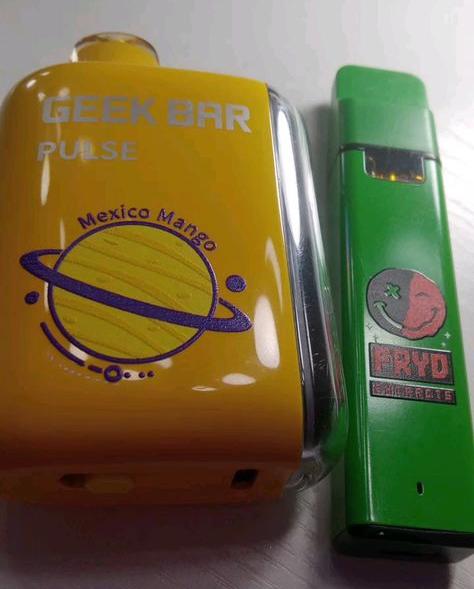 GEEK BAR
PULSE
Mexico Mango
FRYD
EXTRACTS